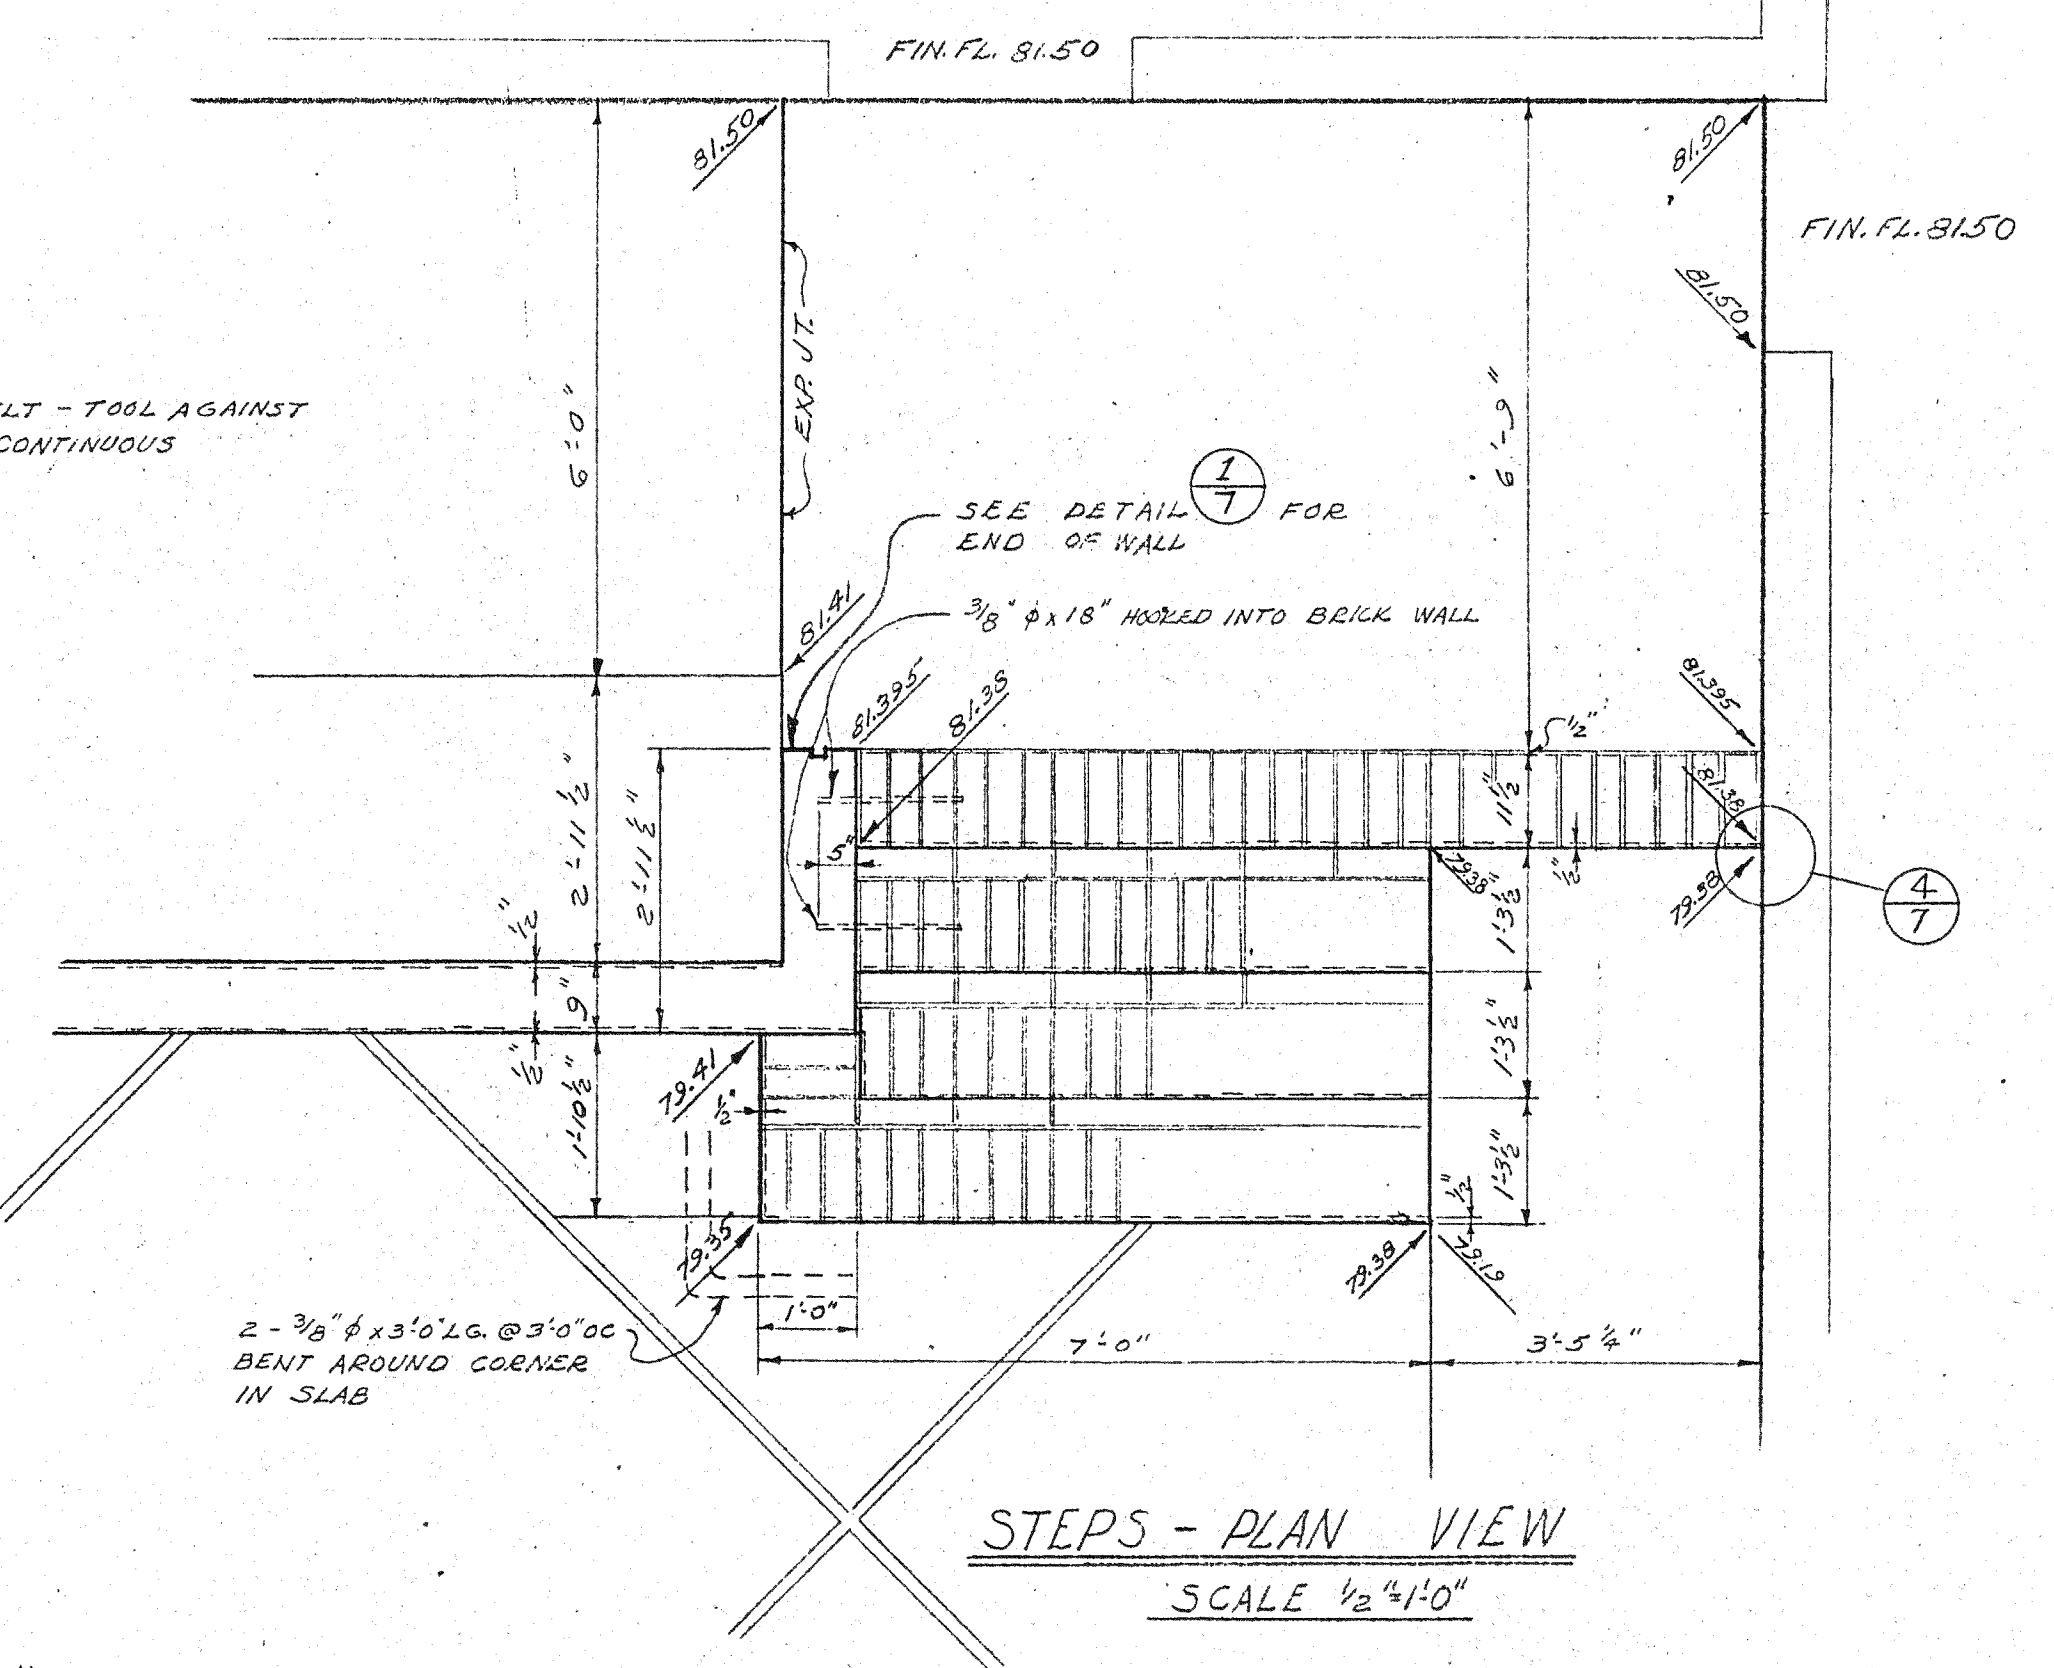 FIN. FL. 81.50
81.50
81.50
FIN. FL. 81.50
81.50
EXP. JT.
6'-0"
6'-9"
LT - TOOL AGAINST
CONTINUOUS
1/7
SEE DETAIL FOR
END OF WALL
81.41
3/8" φ x 18" HOOKED INTO BRICK WALL
81.395
81.38
81.395
1/2"
81.38
11 1/2"
2'-11 1/2"
2'-11 1/2"
5"
79.38
1/2"
79.38
4/7
1/2"
1'-3 1/2"
9"
1/2"
79.41
1/2"
1'-10 1/2"
1'-3 1/2"
1'-3 1/2"
1/2"
79.35
79.38
79.19
1'-0"
7'-0"
3'-5 1/4"
2 - 3/8" φ x 3'-0" LG. @ 3'-0" OC
BENT AROUND CORNER
IN SLAB
STEPS - PLAN VIEW
SCALE 1/2"=1'-0"